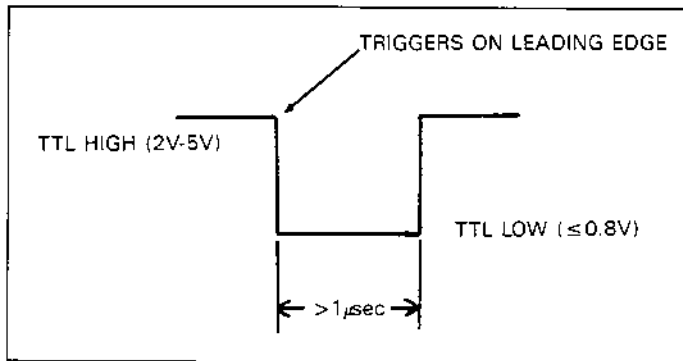 TRIGGERS ON LEADING EDGE
TTL HIGH (2V-5V)
TTL LOW (≤0.8V)
>1μsec